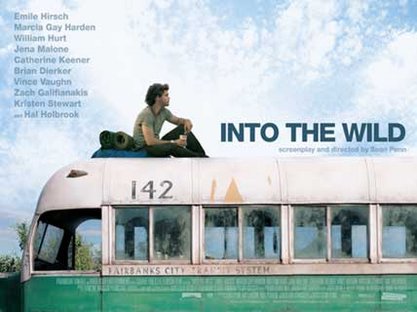 Emile Hirsch
Marcia Gay Harden
William Hurt
Jena Malone
Catherine Keener
Brian Dierker
Vince Vaughn
Zach Galifianakis
Kristen Stewart
and Hal Holbrook
INTO THE WILD
screenplay and directed by Sean Penn
142
FAIRBANKS CITY TRANSIT SYSTEM